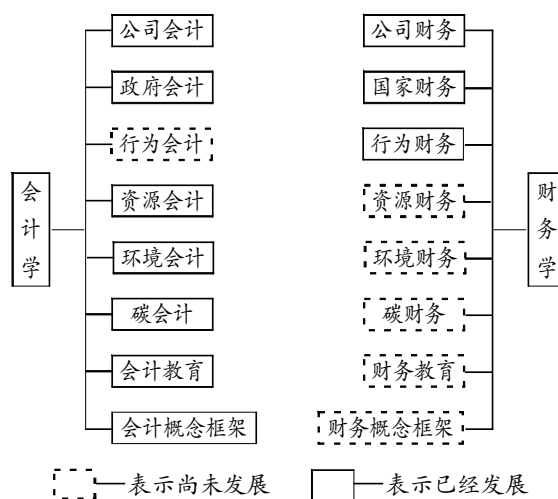 公司会计
政府会计
行为会计
资源会计
环境会计
碳会计
会计教育
会计概念框架
会计学
公司财务
国家财务
行为财务
资源财务
环境财务
碳财务
财务教育
财务概念框架
财务学
表示尚未发展
表示已经发展